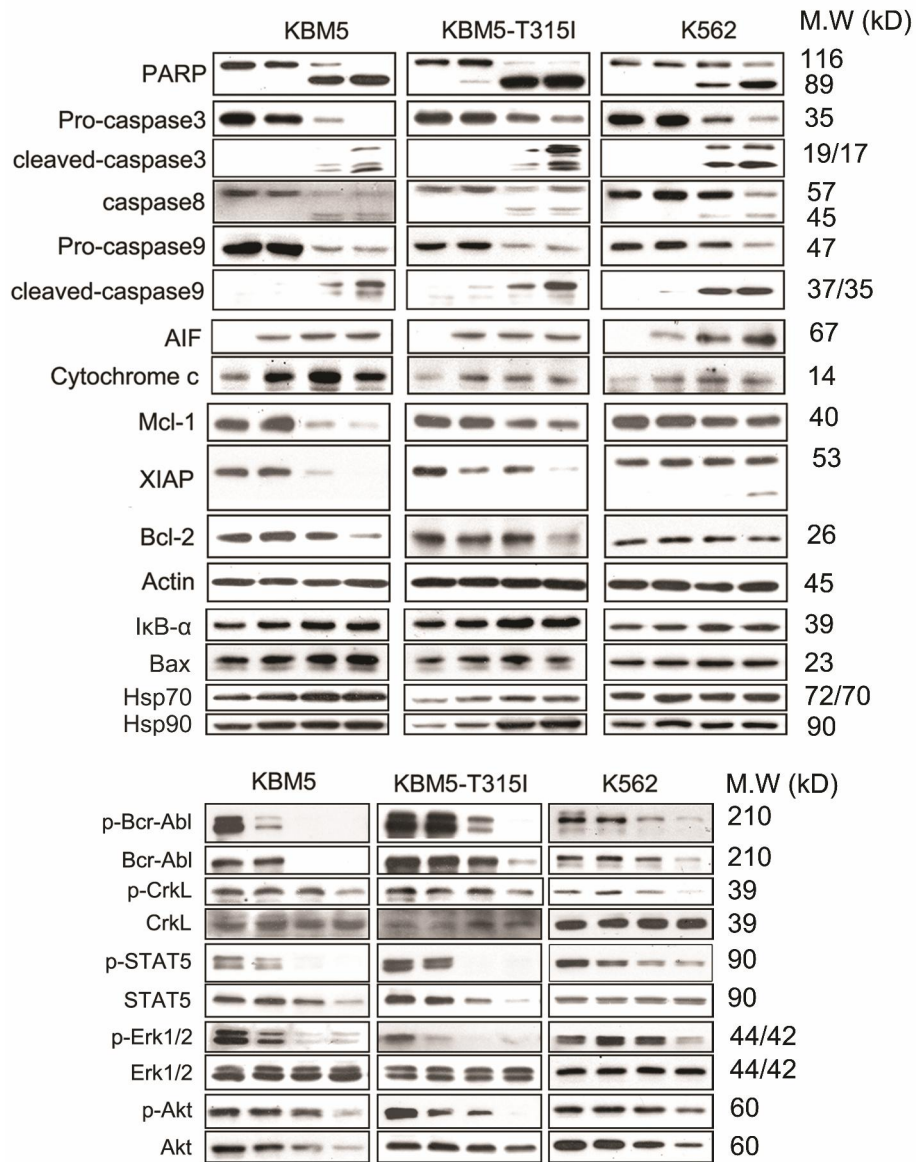 KBM5 KBM5-T315I K562 M.W (kD)
PARP 116
89
Pro-caspase3 35
cleaved-caspase3 19/17
caspase8 57
45
Pro-caspase9 47
cleaved-caspase9 37/35
AIF 67
Cytochrome c 14
Mcl-1 40
XIAP 53
Bcl-2 26
Actin 45
IκB-α 39
Bax 23
Hsp70 72/70
Hsp90 90
KBM5 KBM5-T315I K562 M.W (kD)
p-Bcr-Abl 210
Bcr-Abl 210
p-CrkL 39
CrkL 39
p-STAT5 90
STAT5 90
p-Erk1/2 44/42
Erk1/2 44/42
p-Akt 60
Akt 60